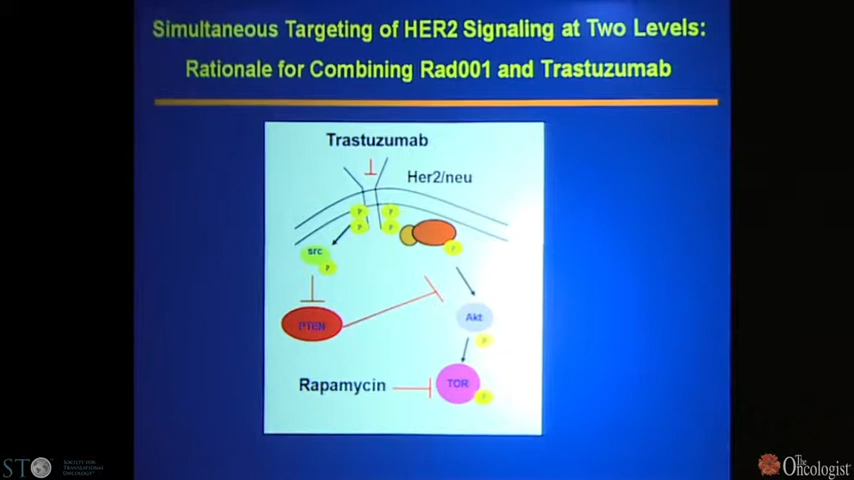 Simultaneous Targeting of HER2 Signaling at Two Levels:
Rationale for Combining Rad001 and Trastuzumab
Trastuzumab
Her2/neu
P P
P P
P
src
P
PTEN
Akt
P
Rapamycin
TOR
P
STO
SOCIETY FOR
TRANSLATIONAL
ONCOLOGY
The
Oncologist®